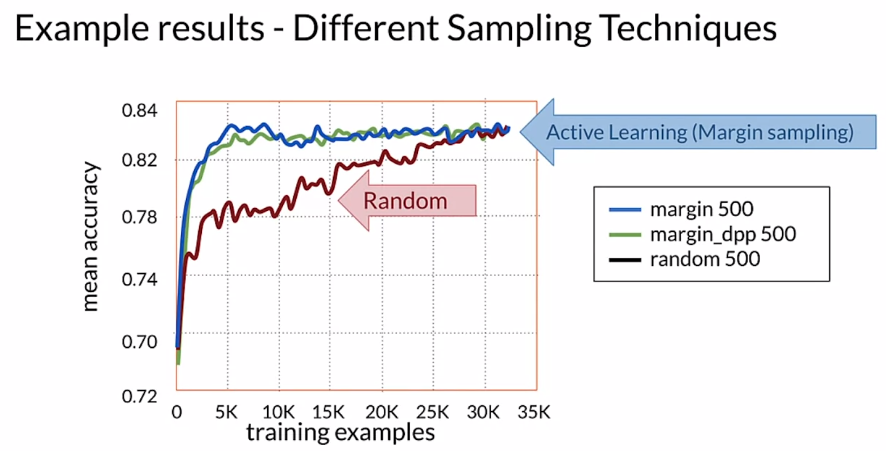 Example results - Different Sampling Techniques
0.84
0.82
0.78
0.74
0.70
0.72
mean accuracy
0 5K 10K 15K 20K 25K 30K 35K
training examples
Active Learning (Margin sampling)
Random
margin 500
margin_dpp 500
random 500